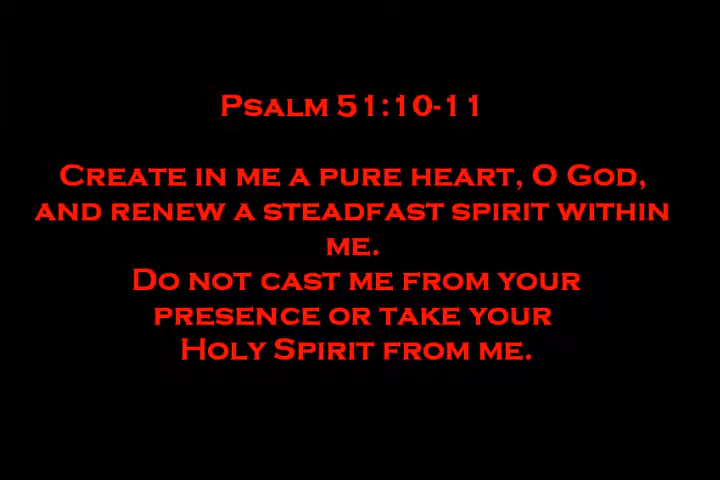 Psalm 51:10-11
Create in me a pure heart, O God,
and renew a steadfast spirit within
me.
Do not cast me from your
presence or take your
Holy Spirit from me.